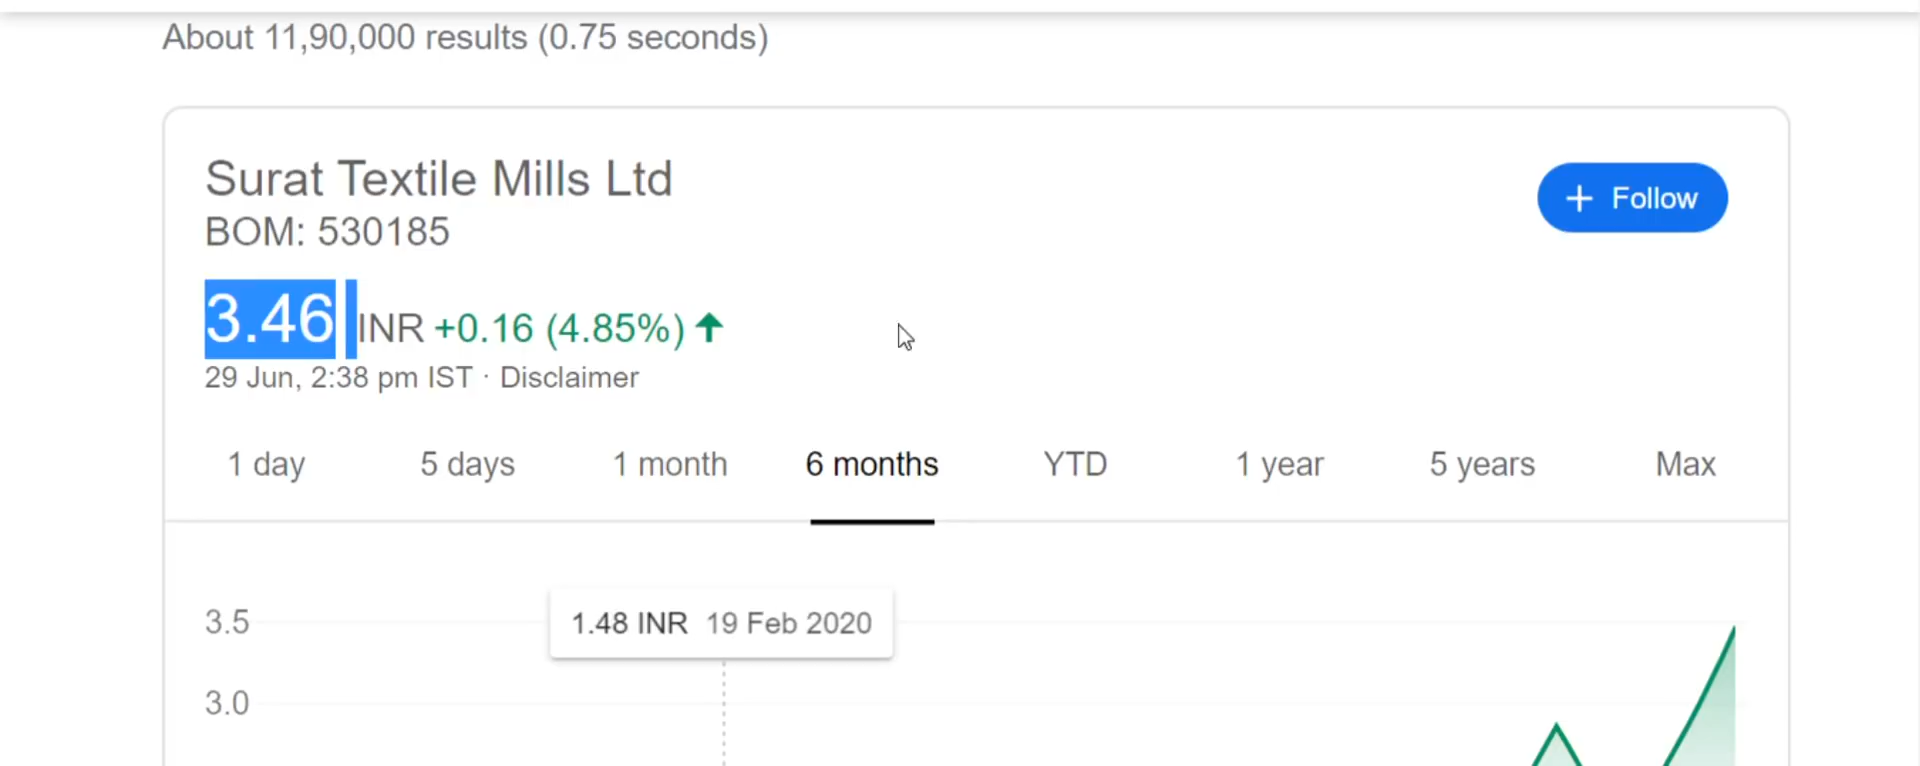 About 11,90,000 results (0.75 seconds)
Surat Textile Mills Ltd
BOM: 530185
+ Follow
3.46 INR +0.16 (4.85%)
29 Jun, 2:38 pm IST · Disclaimer
1 day 5 days 1 month 6 months YTD 1 year 5 years Max
1.48 INR 19 Feb 2020
3.5
3.0